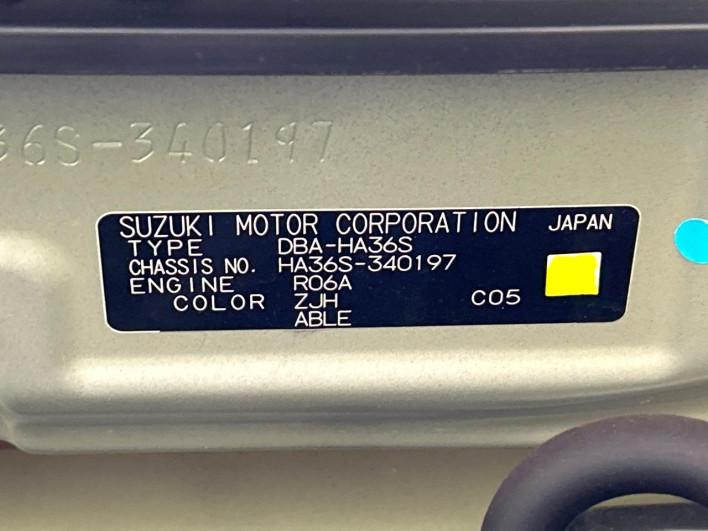 36S-340197
SUZUKI MOTOR CORPORATION JAPAN
TYPE DBA-HA36S
CHASSIS NO. HA36S-340197
ENGINE R06A
COLOR ZJH C05
ABLE